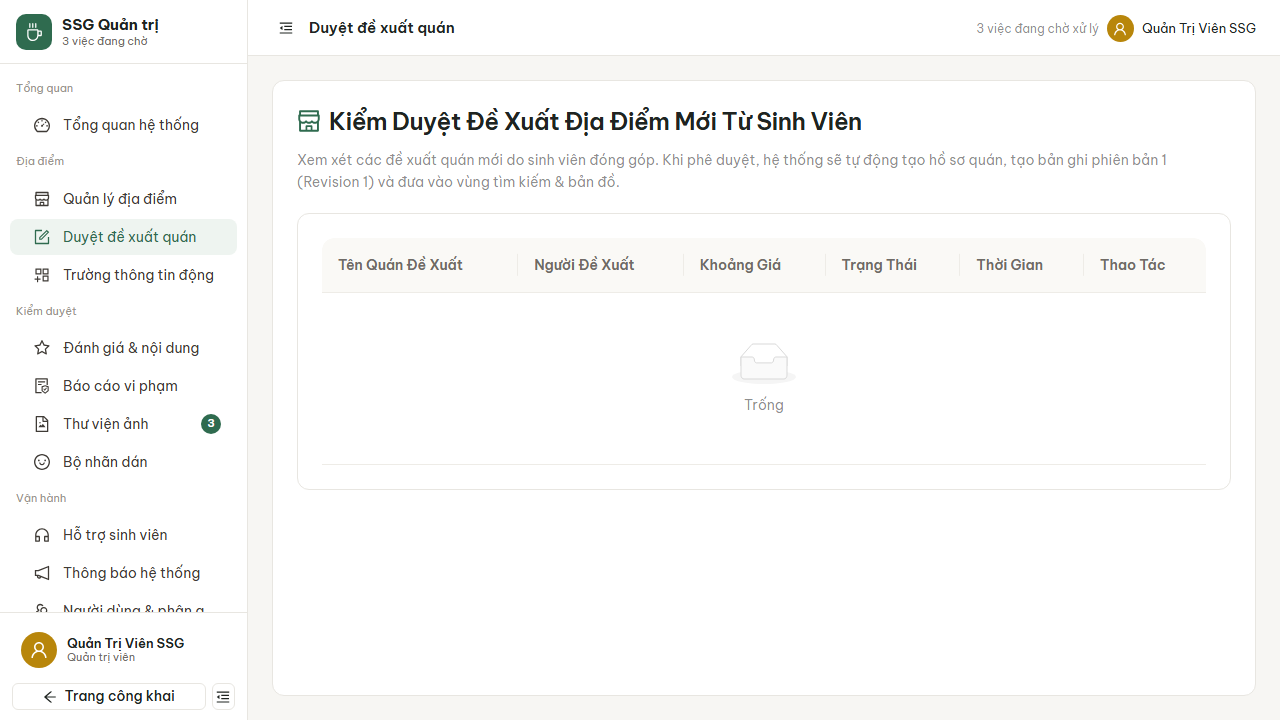 SSG Quản trị
3 việc đang chờ
Tổng quan
Tổng quan hệ thống
Địa điểm
Quản lý địa điểm
Duyệt đề xuất quán
Trường thông tin động
Kiểm duyệt
Đánh giá & nội dung
Báo cáo vi phạm
Thư viện ảnh
3
Bộ nhãn dán
Vận hành
Hỗ trợ sinh viên
Thông báo hệ thống
Người dùng & phân q
Quản Trị Viên SSG
Quản trị viên
Trang công khai
Duyệt đề xuất quán
3 việc đang chờ xử lý
Quản Trị Viên SSG
Kiểm Duyệt Đề Xuất Địa Điểm Mới Từ Sinh Viên
Xem xét các đề xuất quán mới do sinh viên đóng góp. Khi phê duyệt, hệ thống sẽ tự động tạo hồ sơ quán, tạo bản ghi phiên bản 1
(Revision 1) và đưa vào vùng tìm kiếm & bản đồ.
Tên Quán Đề Xuất
Người Đề Xuất
Khoảng Giá
Trạng Thái
Thời Gian
Thao Tác
Trống